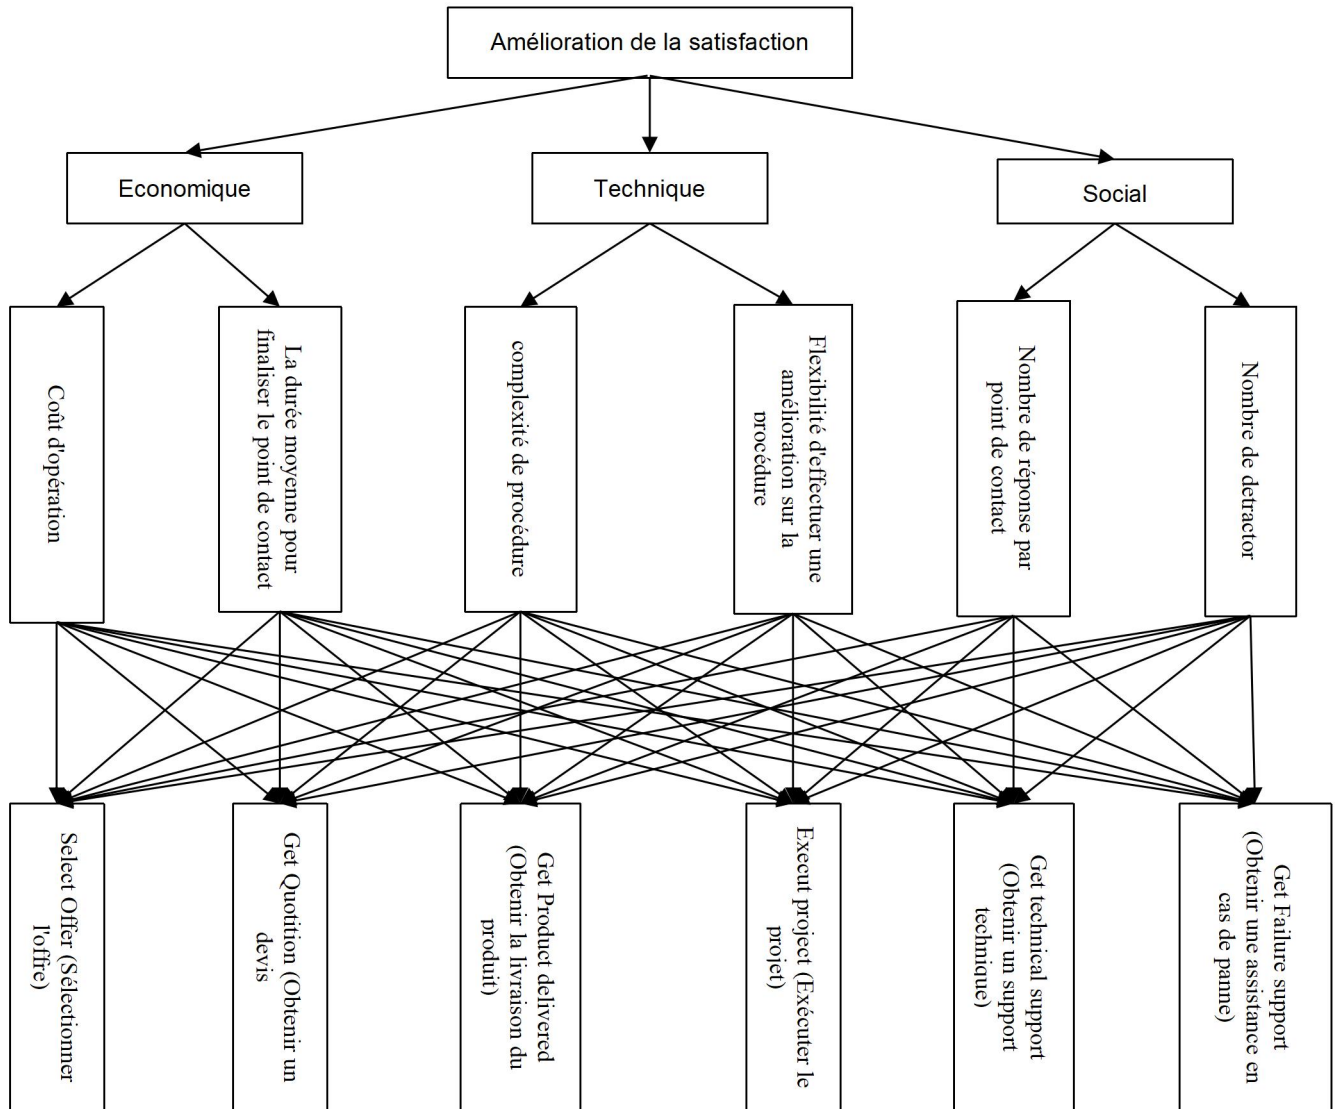 Amélioration de la satisfaction
Economique
Technique
Social
Coût d'opération
La durée moyenne pour
finaliser le point de contact
complexité de procédure
Flexibilité d'effectuer une
amélioration sur la
procédure
Nombre de réponse par
point de contact
Nombre de detractor
Select Offer (Sélectionner
l'offre)
Get Quotition (Obtenir un
devis
Get Product delivered
(Obtenir la livraison du
produit)
Execut project (Exécuter le
projet)
Get technical support
(Obtenir un support
technique)
Get Failure support
(Obtenir une assistance en
cas de panne)